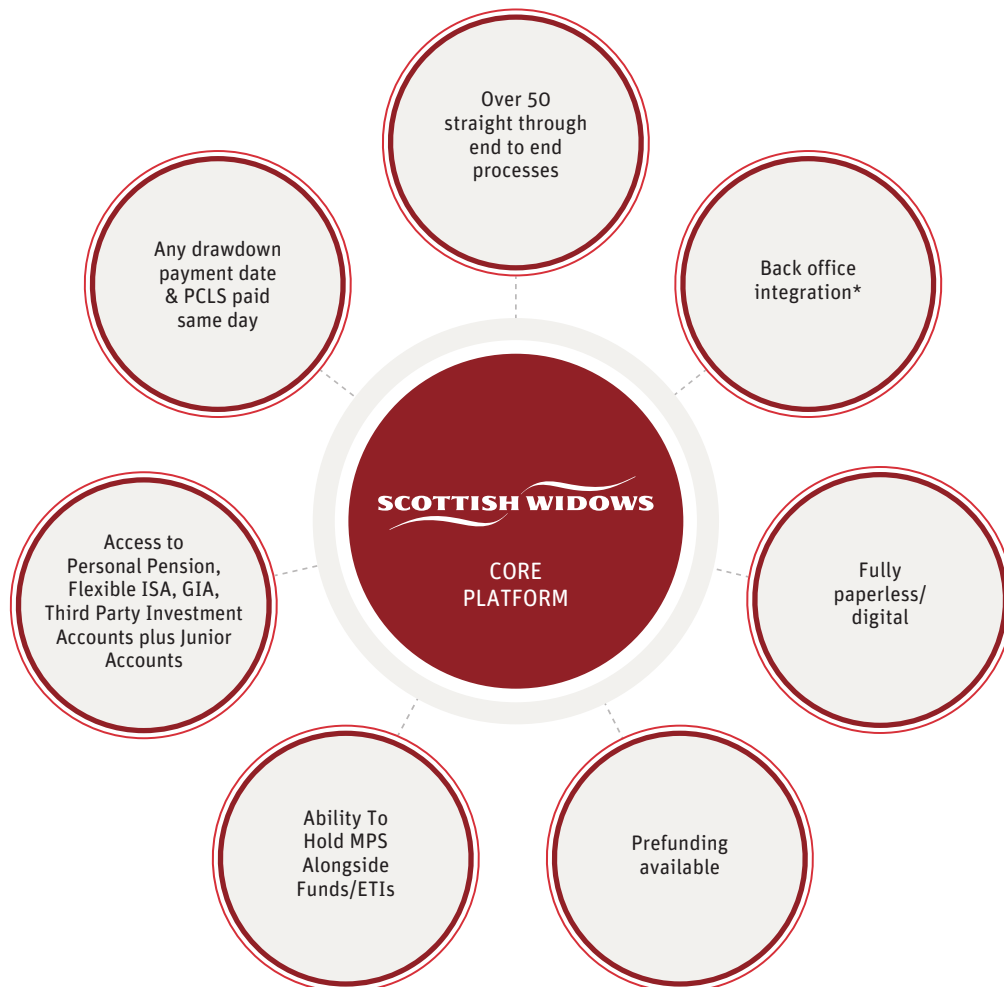 Over 50
straight through
end to end
processes
Any drawdown
payment date
& PCLS paid
same day
Back office
integration*
SCOTTISH WIDOWS
CORE
PLATFORM
Access to
Personal Pension,
Flexible ISA, GIA,
Third Party Investment
Accounts plus Junior
Accounts
Fully
paperless/
digital
Ability To
Hold MPS
Alongside
Funds/ETIs
Prefunding
available